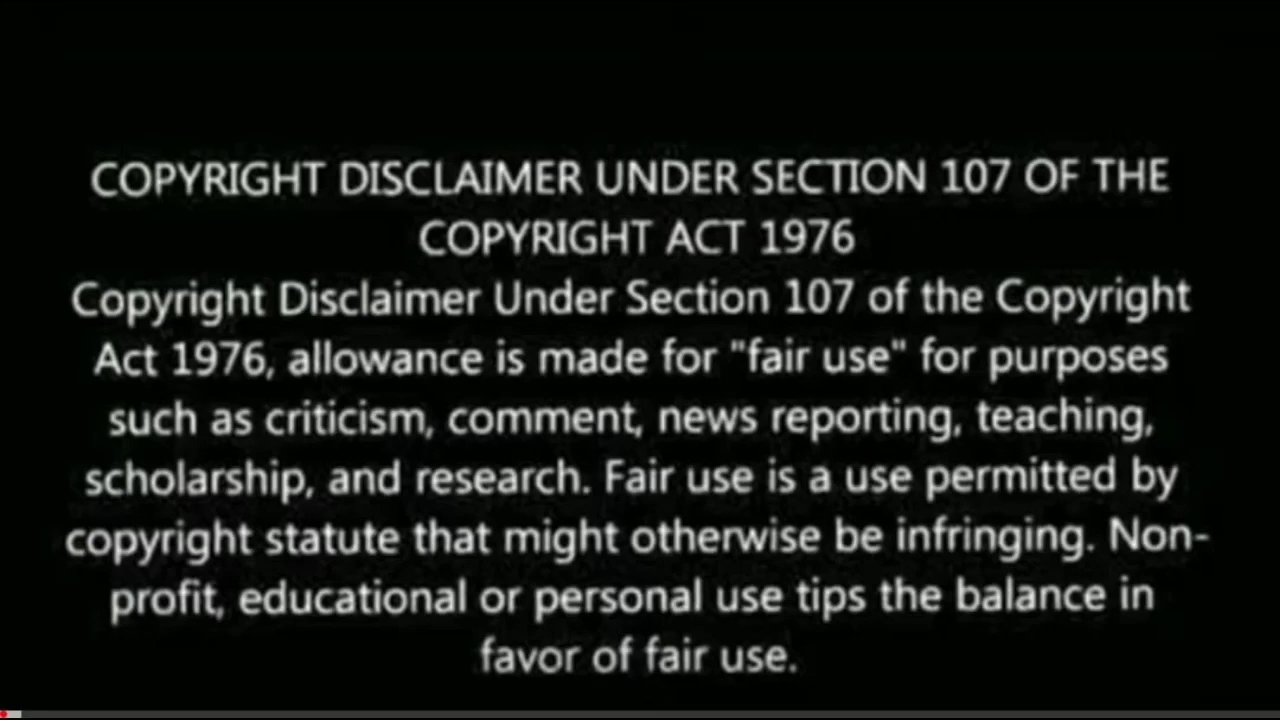 COPYRIGHT DISCLAIMER UNDER SECTION 107 OF THE
COPYRIGHT ACT 1976
Copyright Disclaimer Under Section 107 of the Copyright
Act 1976, allowance is made for "fair use" for purposes
such as criticism, comment, news reporting, teaching,
scholarship, and research. Fair use is a use permitted by
copyright statute that might otherwise be infringing. Non-
profit, educational or personal use tips the balance in
favor of fair use.